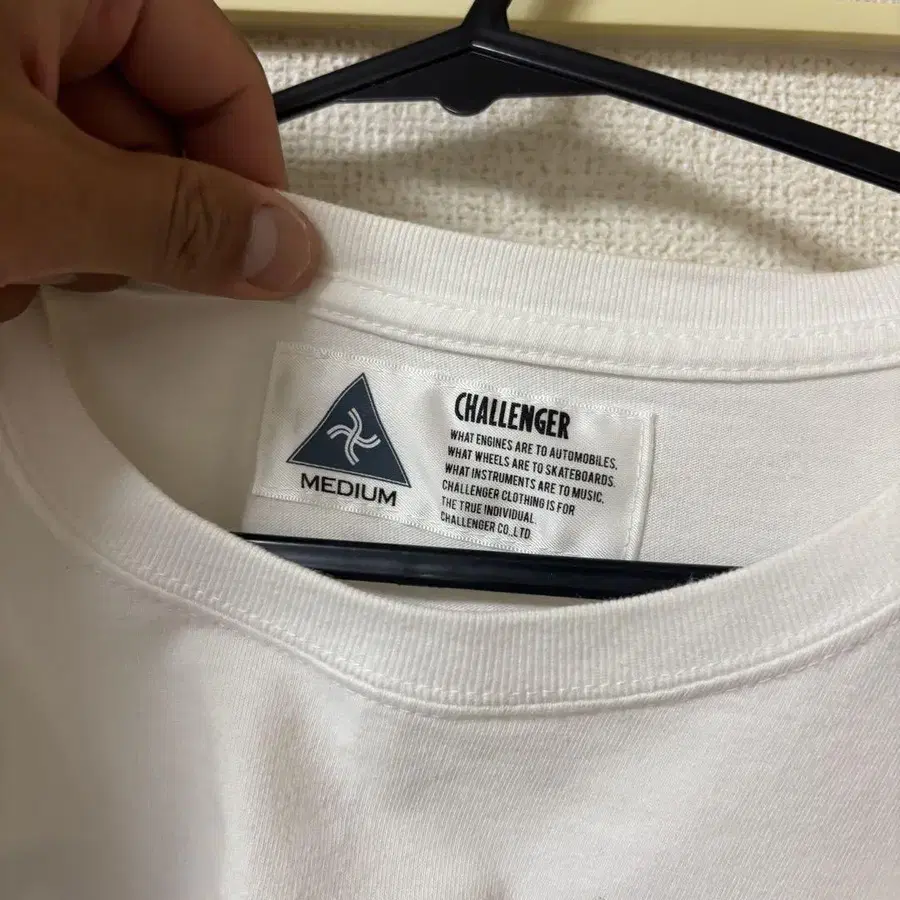 MEDIUM
CHALLENGER
WHAT ENGINES ARE TO AUTOMOBILES,
WHAT WHEELS ARE TO SKATEBOARDS.
WHAT INSTRUMENTS ARE TO MUSIC.
CHALLENGER CLOTHING IS FOR
THE TRUE INDIVIDUAL.
CHALLENGER CO.,LTD